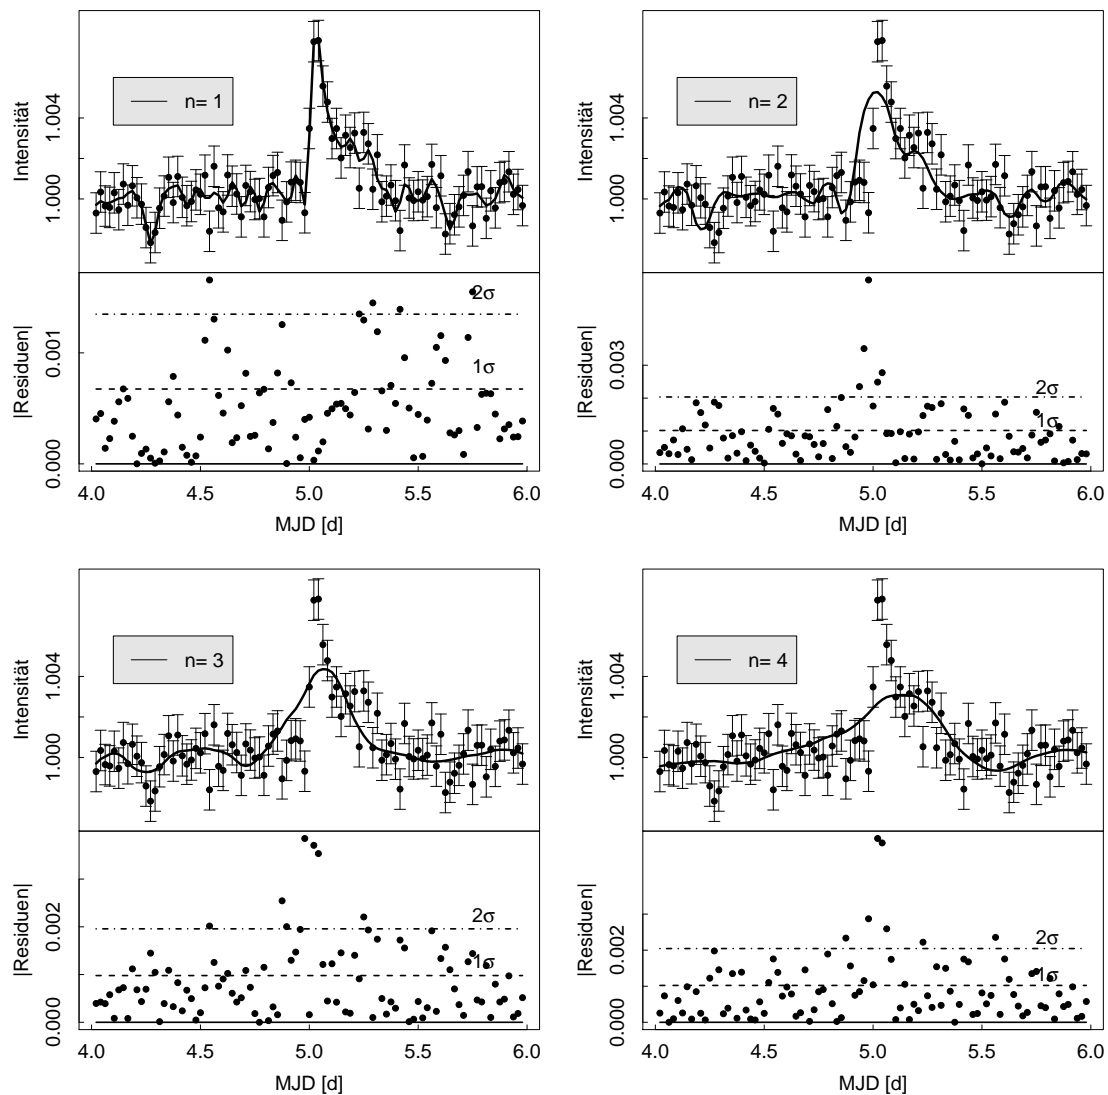 Intensität
1.004
1.000
n= 1
|Residuen|
0.001
0.000
2σ
1σ
4.0 4.5 5.0 5.5 6.0
MJD [d]
Intensität
1.004
1.000
n= 2
|Residuen|
0.003
0.000
2σ
1σ
4.0 4.5 5.0 5.5 6.0
MJD [d]
Intensität
1.004
1.000
n= 3
|Residuen|
0.002
0.000
2σ
1σ
4.0 4.5 5.0 5.5 6.0
MJD [d]
Intensität
1.004
1.000
n= 4
|Residuen|
0.002
0.000
2σ
1σ
4.0 4.5 5.0 5.5 6.0
MJD [d]